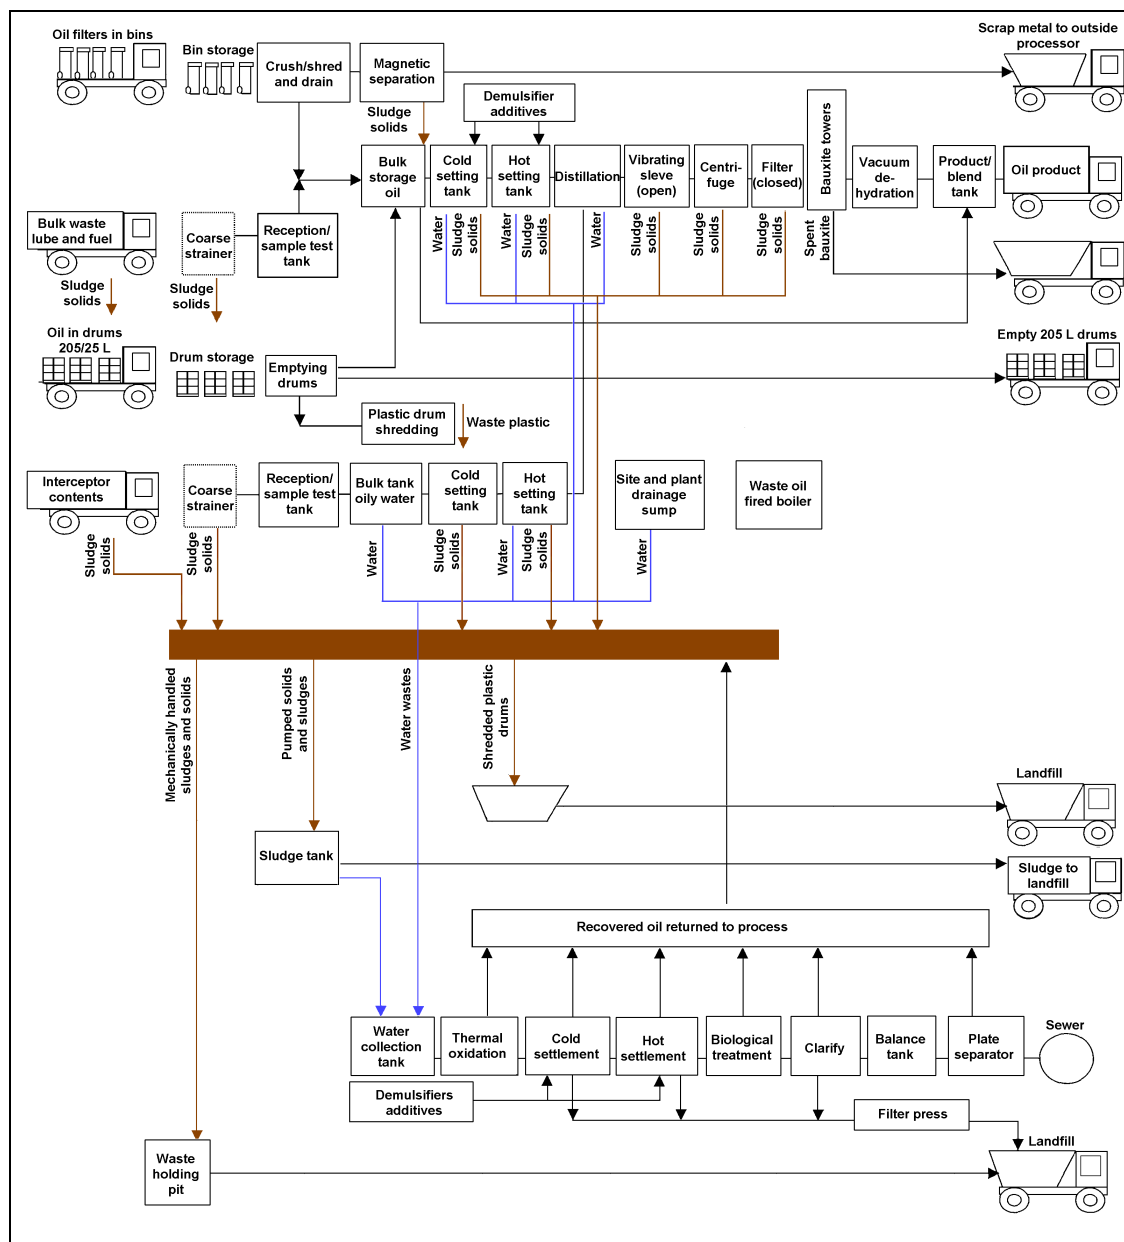 Oil filters in bins
Bin storage
Crush/shred
and drain
Magnetic
separation
Scrap metal to outside
processor
Sludge
solids
Demulsifier
additives
Bulk
storage
oil
Cold
setting
tank
Hot
setting
tank
Distillation
Vibrating
sleve
(open)
Centri-
fuge
Filter
(closed)
Bauxite towers
Vacuum
de-
hydration
Product/
blend
tank
Oil product
Bulk waste
lube and fuel
Coarse
strainer
Reception/
sample test
tank
Water
Sludge
solids
Water
Sludge
solids
Water
Sludge
solids
Sludge
solids
Sludge
solids
Spent
bauxite
Sludge
solids
Sludge
solids
Oil in drums
205/25 L
Drum storage
Emptying
drums
Empty 205 L drums
Plastic drum
shredding
Waste plastic
Interceptor
contents
Coarse
strainer
Reception/
sample test
tank
Bulk tank
oily water
Cold
setting
tank
Hot
setting
tank
Site and plant
drainage
sump
Waste oil
fired boiler
Sludge
solids
Sludge
solids
Water
Sludge
solids
Water
Sludge
solids
Water
Mechanically handled
sludges and solids
Pumped solids
and sludges
Water wastes
Shredded plastic
drums
Landfill
Sludge tank
Sludge to
landfill
Recovered oil returned to process
Water
collection
tank
Thermal
oxidation
Cold
settlement
Hot
settlement
Biological
treatment
Clarify
Balance
tank
Plate
separator
Sewer
Demulsifiers
additives
Filter press
Waste
holding
pit
Landfill